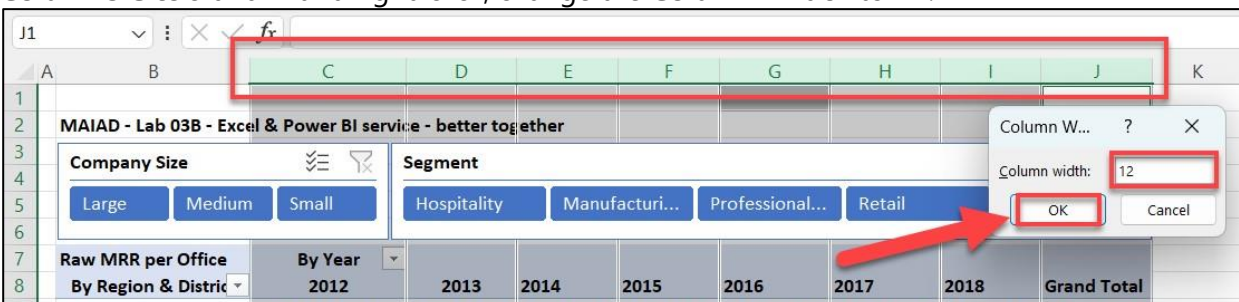 J1 fx
A B C D E F G H I J K
1
2 MAIAD - Lab 03B - Excel & Power BI service - better together
Column W... ? X
3 Company Size Segment
Column width: 12
4
5 Large Medium Small Hospitality Manufacturi... Professional... Retail
OK Cancel
6
7 Raw MRR per Office By Year
8 By Region & Distric 2012 2013 2014 2015 2016 2017 2018 Grand Total